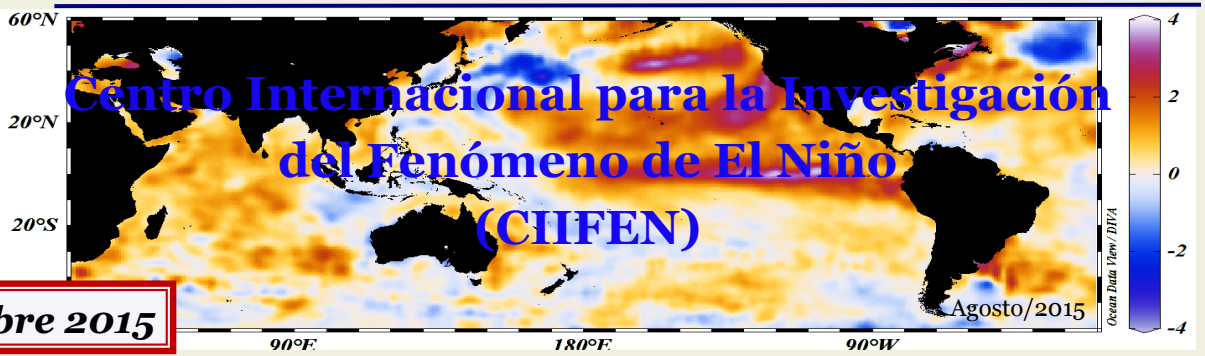 60°N
4
Centro Internacional para la Investigación
2
20°N
del Fenómeno de El Niño
0
20°S
(CIIFEN)
-2
Ocean Data View / DIVA
Agosto/2015
bre 2015
-4
90°E
180°E
90°W